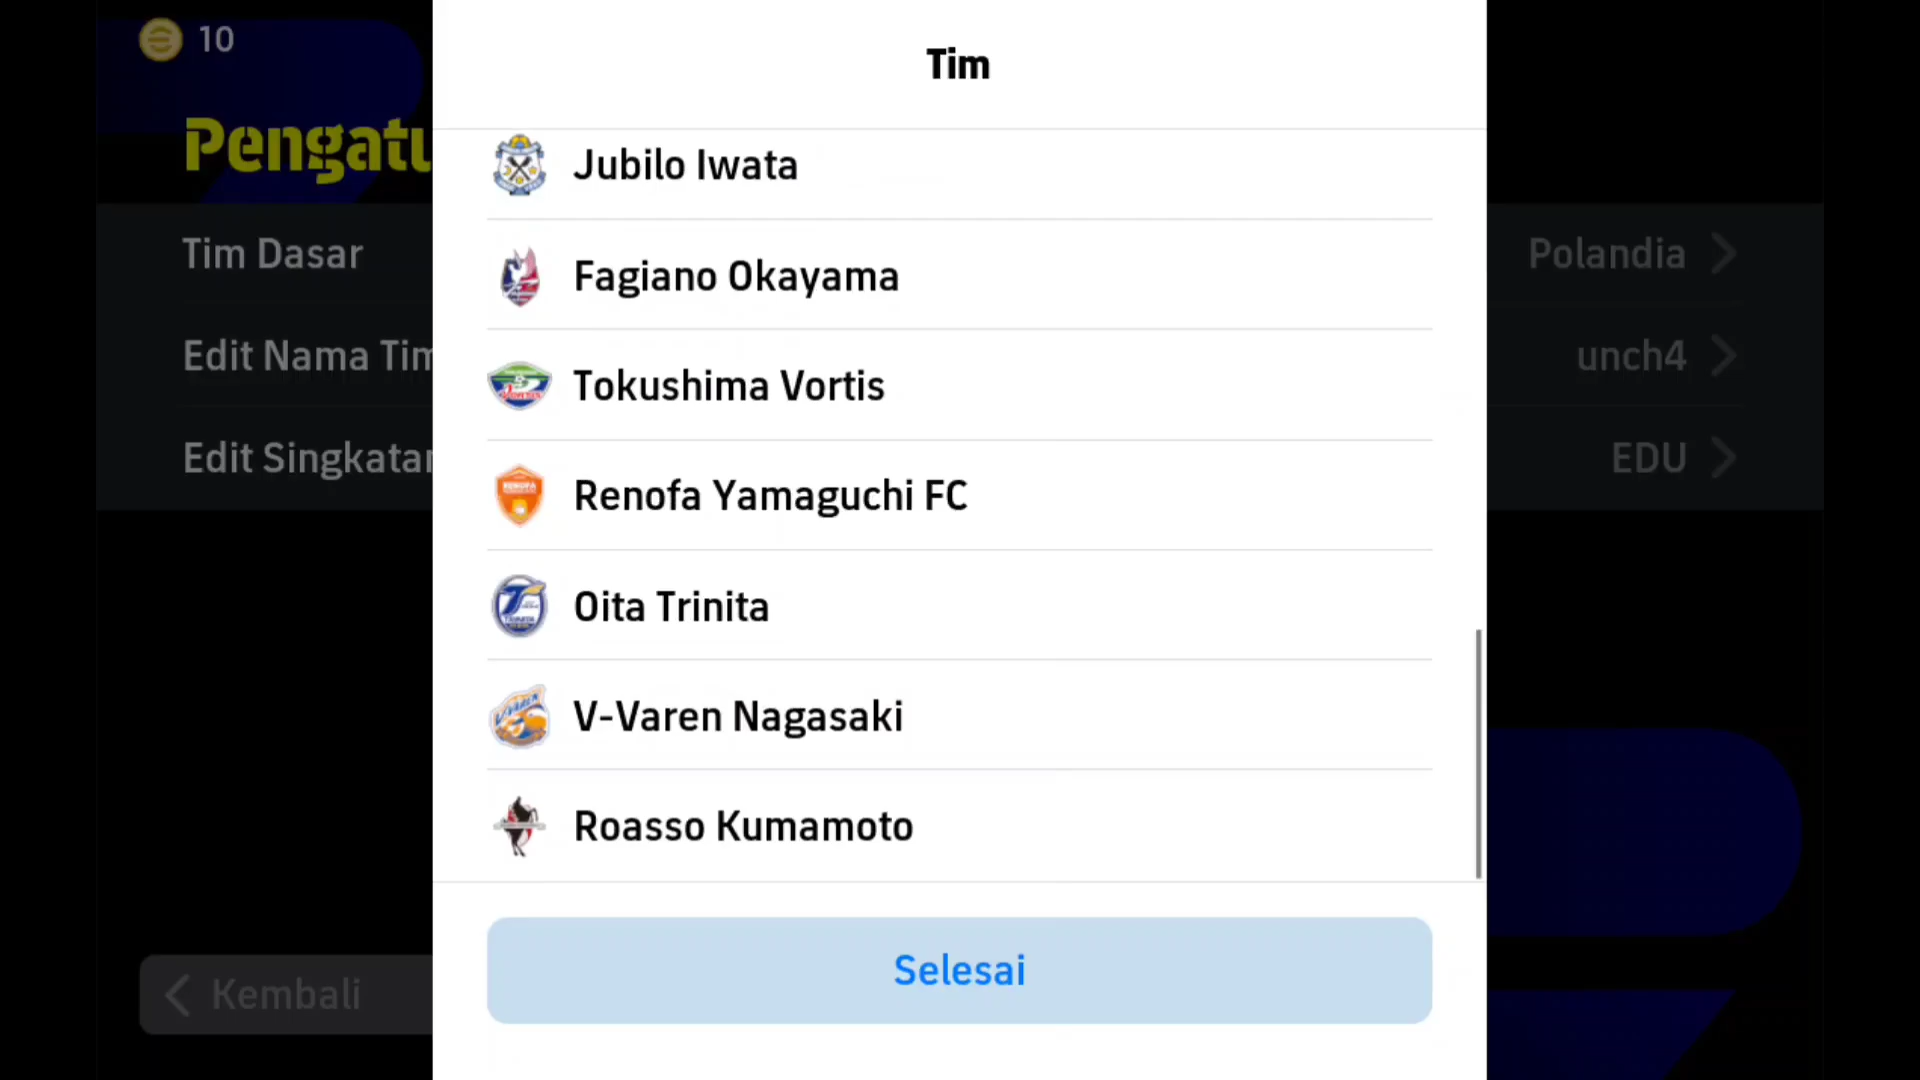 10
Tim
Pengatu
Jubilo Iwata
Tim Dasar
Fagiano Okayama
Polandia
Edit Nama Tim
Tokushima Vortis
unch4
Edit Singkatan
Renofa Yamaguchi FC
EDU
Oita Trinita
V-Varen Nagasaki
Roasso Kumamoto
Selesai
Kembali